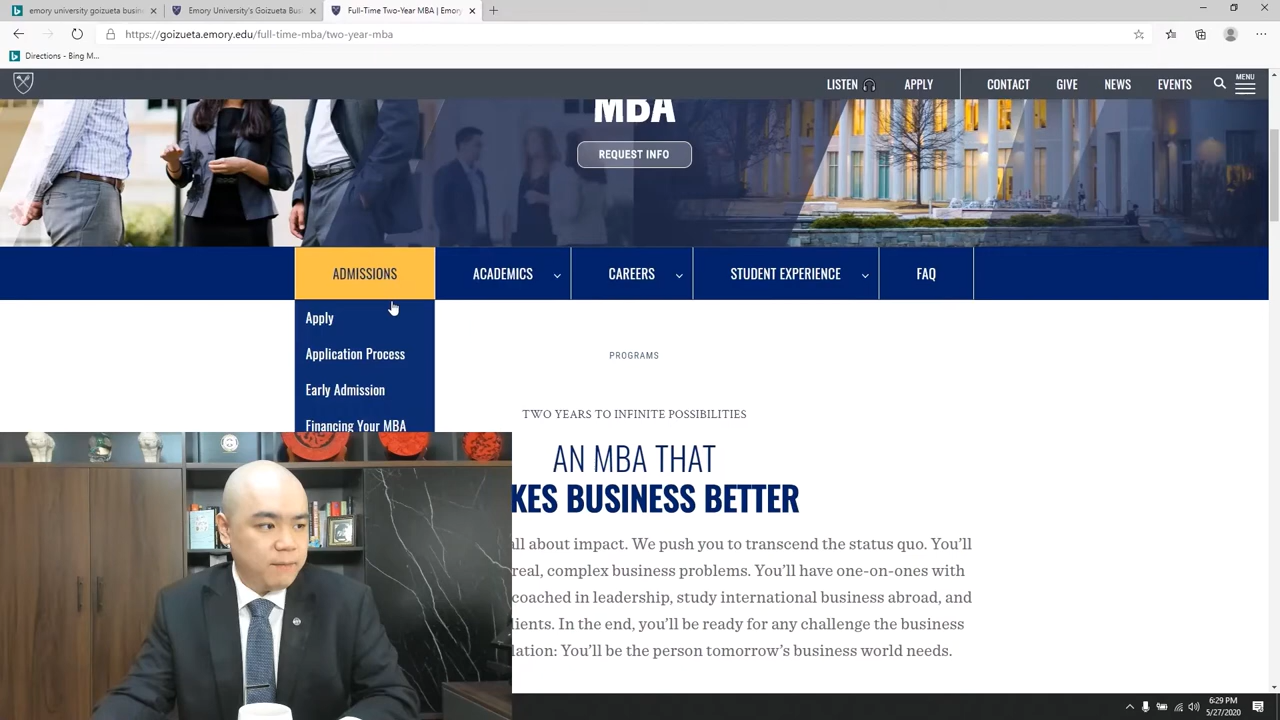 emory university goizueta busin
Emory University's Goizueta Busi
Full-Time Two-Year MBA | Emory
https://goizueta.emory.edu/full-time-mba/two-year-mba
Directions - Bing M...
LISTEN
APPLY
CONTACT
GIVE
NEWS
EVENTS
MENU
MBA
REQUEST INFO
ADMISSIONS
ACADEMICS
CAREERS
STUDENT EXPERIENCE
FAQ
Apply
Application Process
Early Admission
Financing Your MBA
PROGRAMS
TWO YEARS TO INFINITE POSSIBILITIES
AN MBA THAT
KES BUSINESS BETTER
all about impact. We push you to transcend the status quo. You'll
real, complex business problems. You'll have one-on-ones with
coached in leadership, study international business abroad, and
lients. In the end, you'll be ready for any challenge the business
lation: You'll be the person tomorrow's business world needs.
6:29 PM
5/27/2020